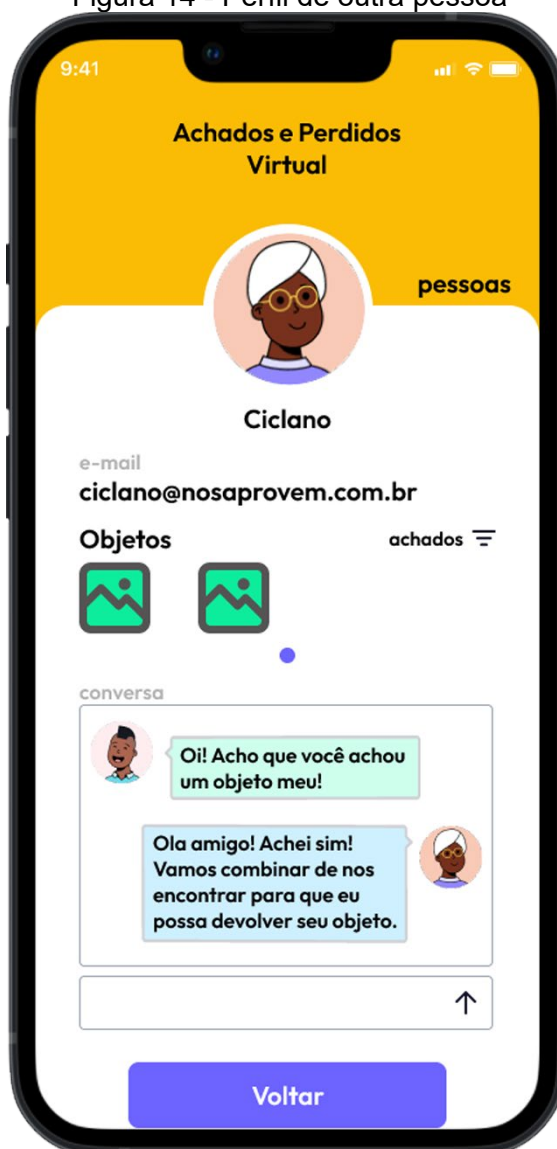 Figura 14 - Perfil de outra pessoa
9:41
Achados e Perdidos
Virtual
pessoas
Ciclano
e-mail
ciclano@nosaprovem.com.br
Objetos
achados
conversa
Oi! Acho que você achou
um objeto meu!
Ola amigo! Achei sim!
Vamos combinar de nos
encontrar para que eu
possa devolver seu objeto.
Voltar